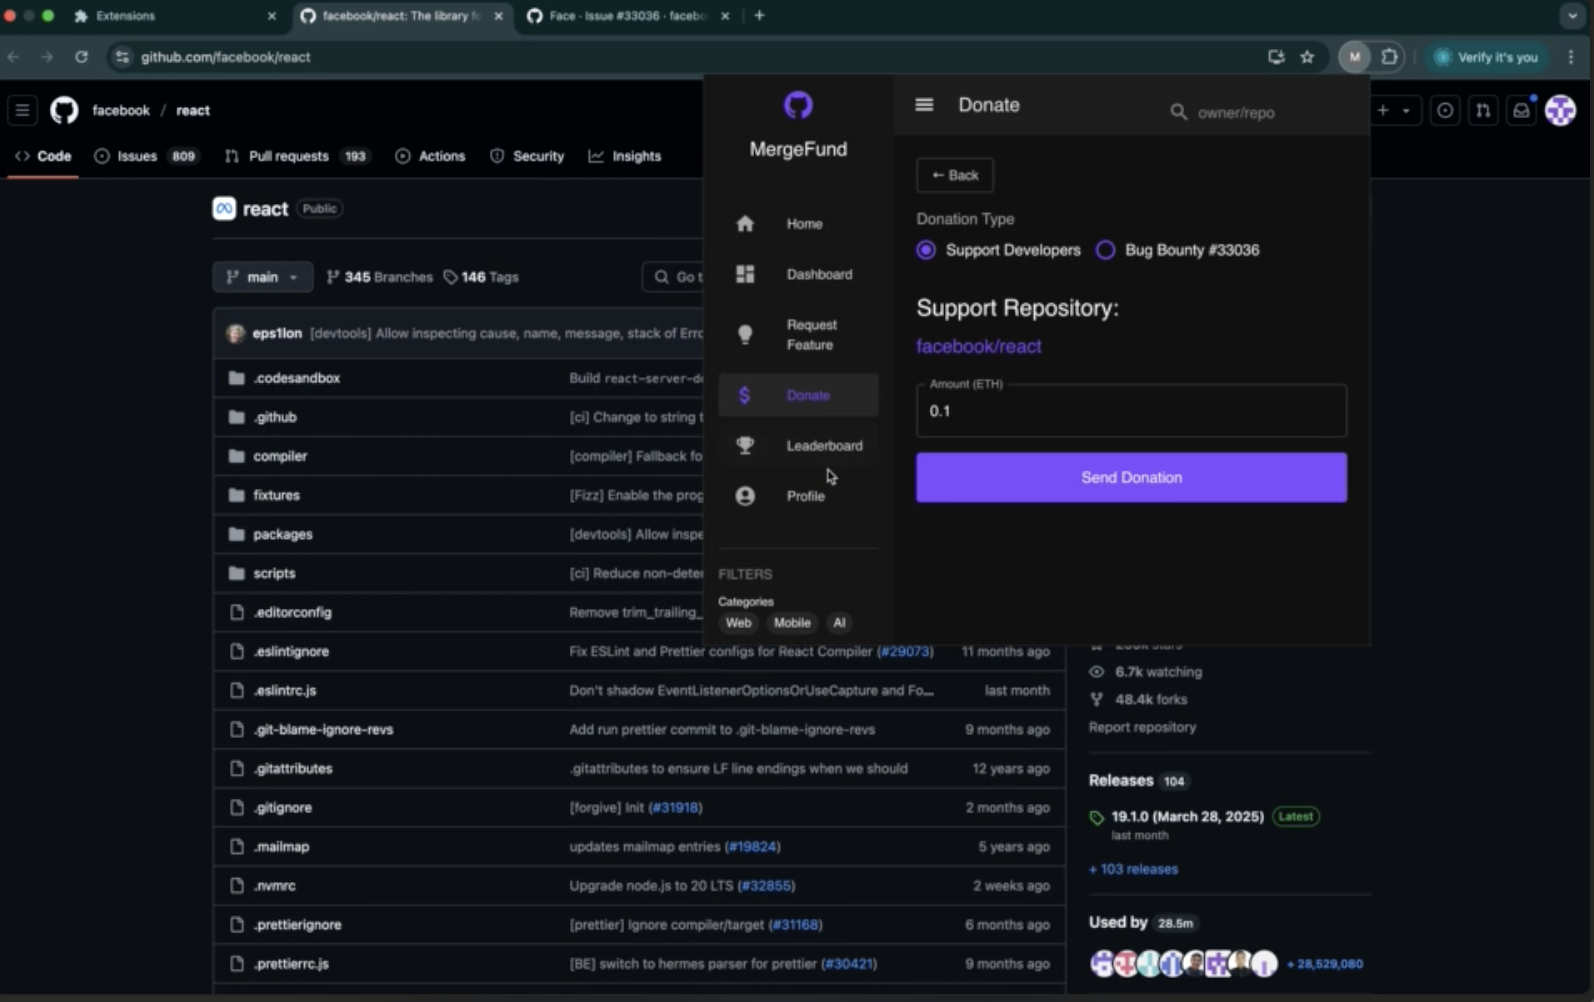 Extensions
facebook/react: The library fo
Face · Issue #33036 · facebo
github.com/facebook/react
M
Verify it's you
facebook / react
Code
Issues 809
Pull requests 193
Actions
Security
Insights
react Public
main
345 Branches
146 Tags
Go t
eps1lon [devtools] Allow inspecting cause, name, message, stack of Erro
.codesandbox Build react-server-do
.github [ci] Change to string t
compiler [compiler] Fallback fo
fixtures [Fizz] Enable the prog
packages [devtools] Allow inspe
scripts [ci] Reduce non-deter
.editorconfig Remove trim_trailing_
.eslintignore Fix ESLint and Prettier configs for React Compiler (#29073) 11 months ago
.eslintrc.js Don't shadow EventListenerOptionsOrUseCapture and Fo... last month
.git-blame-ignore-revs Add run prettier commit to .git-blame-ignore-revs 9 months ago
.gitattributes .gitattributes to ensure LF line endings when we should 12 years ago
.gitignore [forgive] Init (#31918) 2 months ago
.mailmap updates mailmap entries (#19824) 5 years ago
.nvmrc Upgrade node.js to 20 LTS (#32855) 2 weeks ago
.prettierignore [prettier] Ignore compiler/target (#31168) 6 months ago
.prettierrc.js [BE] switch to hermes parser for prettier (#30421) 9 months ago
MergeFund
Home
Dashboard
Request
Feature
Donate
Leaderboard
Profile
FILTERS
Categories
Web Mobile AI
Donate
owner/repo
← Back
Donation Type
Support Developers
Bug Bounty #33036
Support Repository:
facebook/react
Amount (ETH)
0.1
Send Donation
6.7k watching
48.4k forks
Report repository
Releases 104
19.1.0 (March 28, 2025) Latest
last month
+ 103 releases
Used by 28.5m
+ 28,529,080